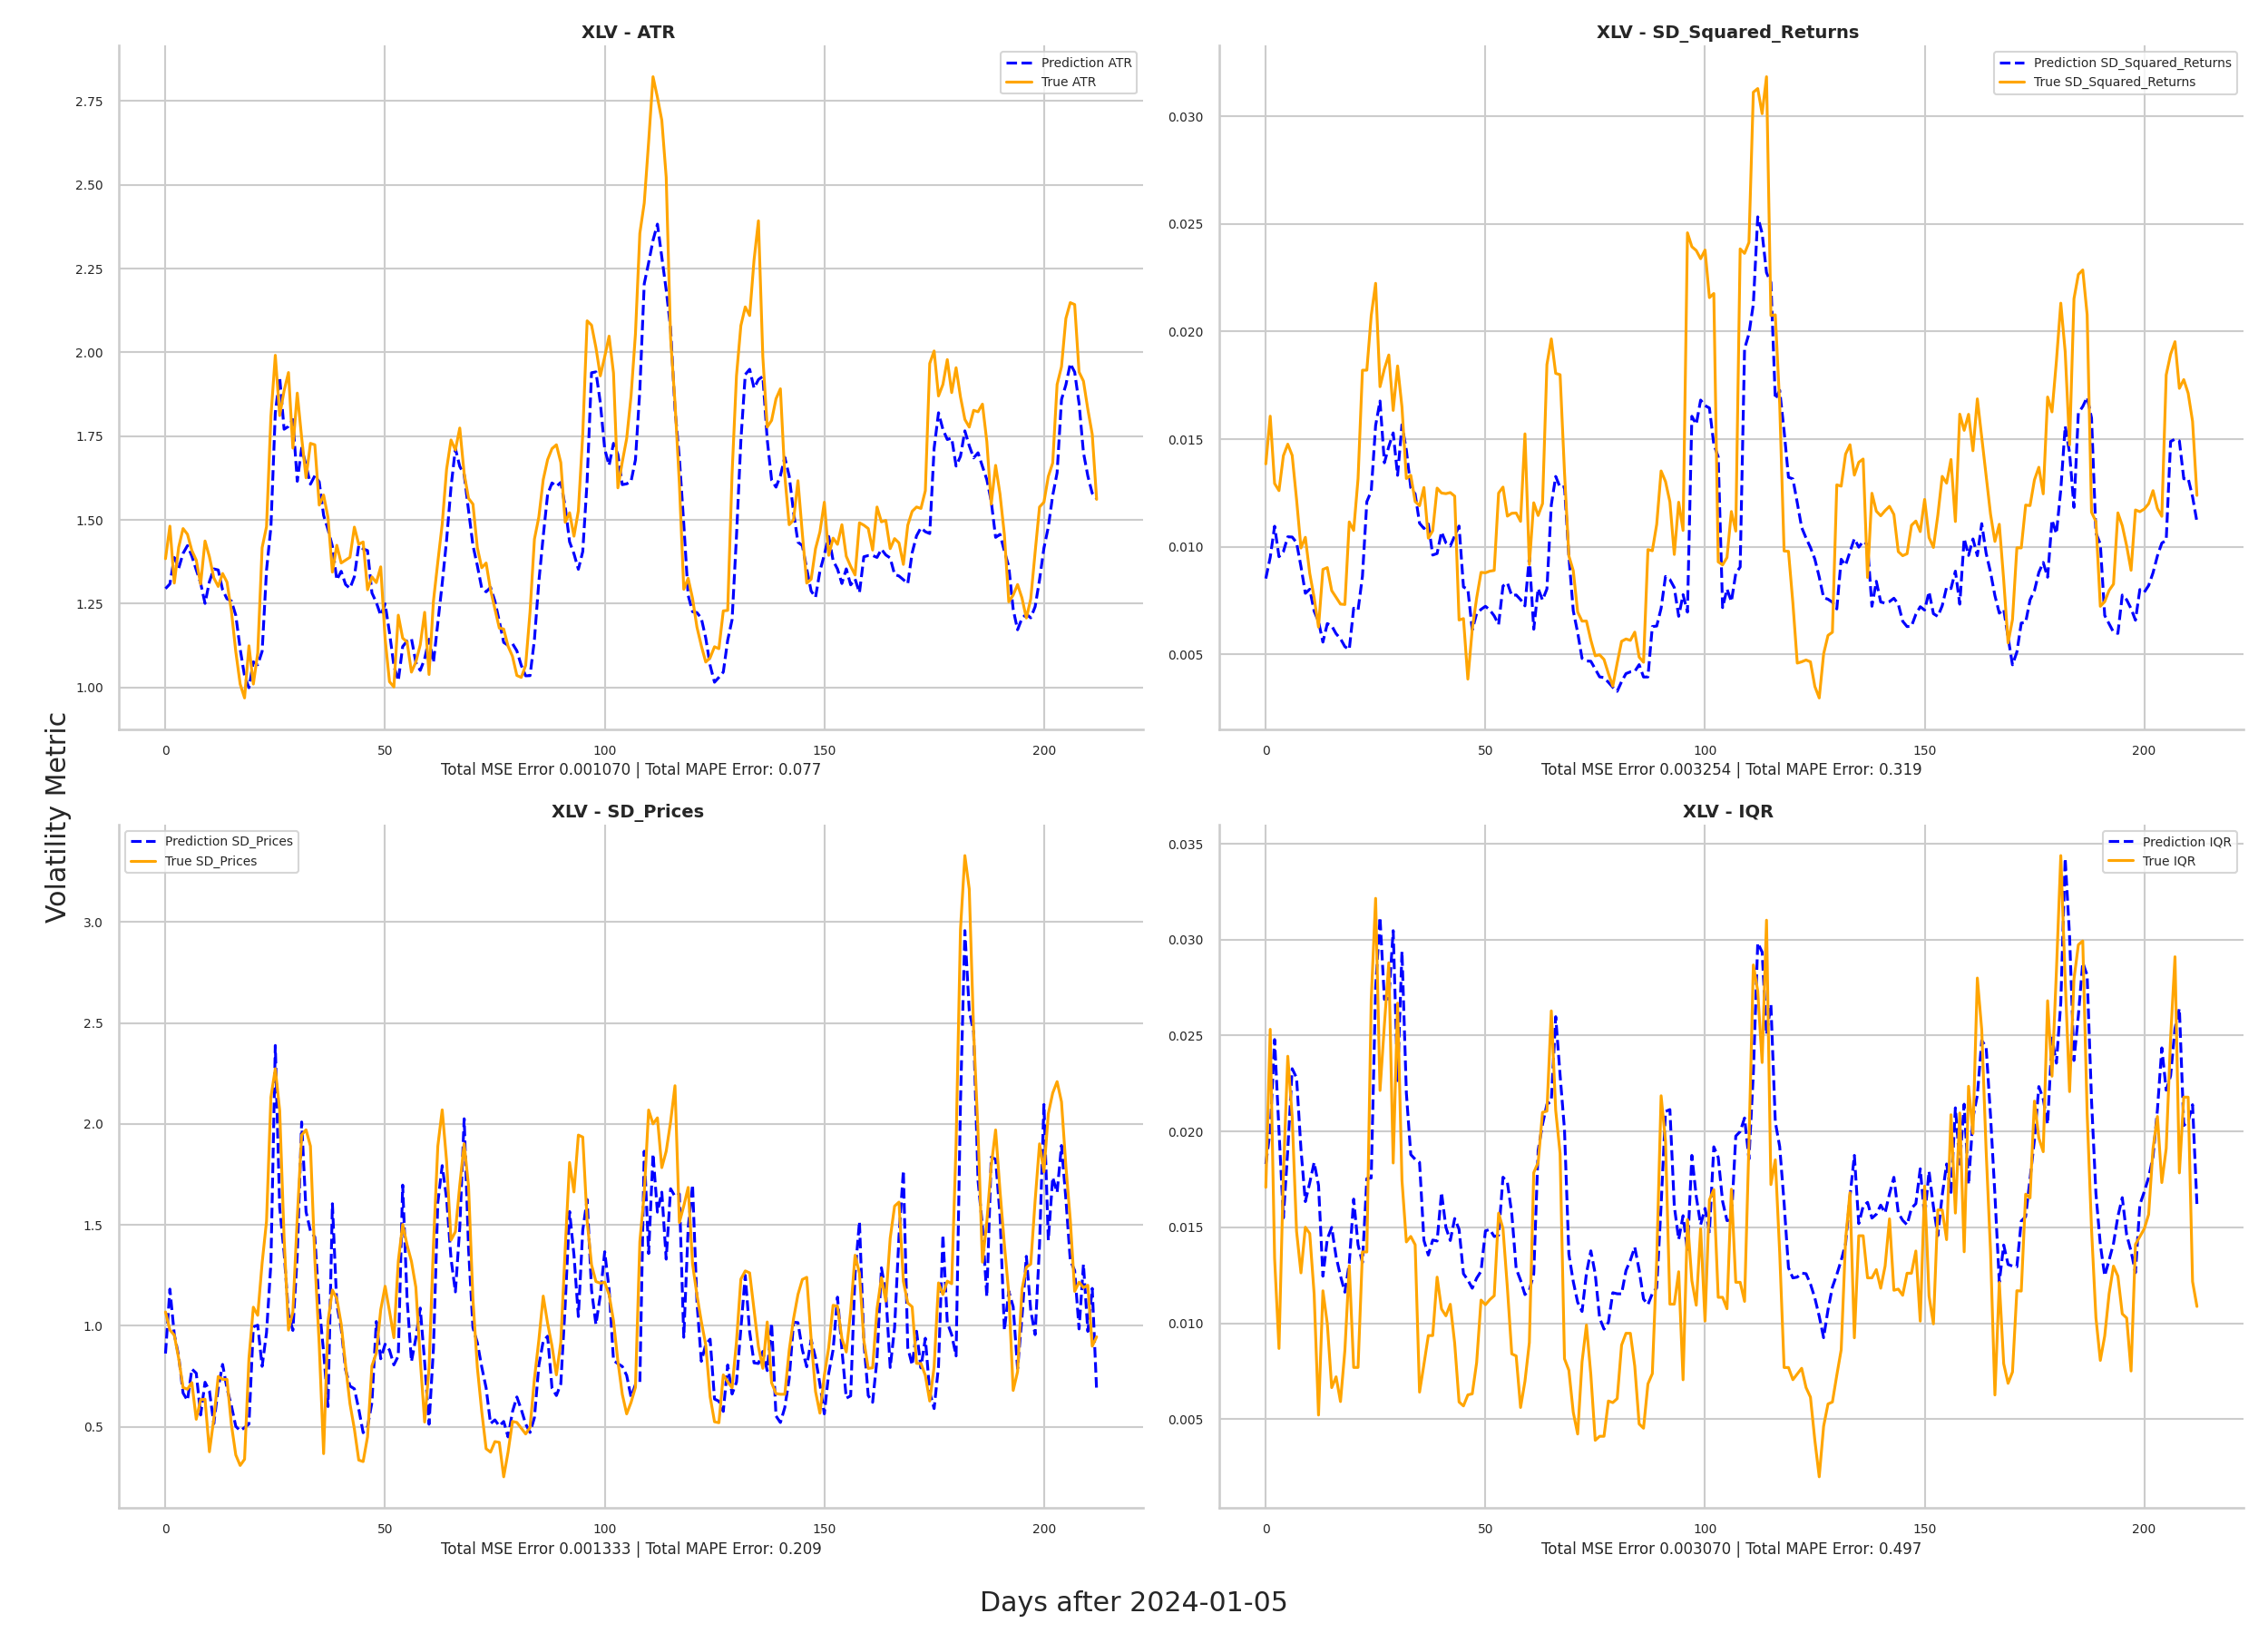 XLV - ATR
Prediction ATR
True ATR
2.75
2.50
2.25
2.00
1.75
1.50
1.25
1.00
0
50
100
150
200
Total MSE Error 0.001070 | Total MAPE Error: 0.077
XLV - SD_Squared_Returns
Prediction SD_Squared_Returns
True SD_Squared_Returns
0.030
0.025
0.020
0.015
0.010
0.005
0
50
100
150
200
Total MSE Error 0.003254 | Total MAPE Error: 0.319
Volatility Metric
XLV - SD_Prices
Prediction SD_Prices
True SD_Prices
3.0
2.5
2.0
1.5
1.0
0.5
0
50
100
150
200
Total MSE Error 0.001333 | Total MAPE Error: 0.209
XLV - IQR
Prediction IQR
True IQR
0.035
0.030
0.025
0.020
0.015
0.010
0.005
0
50
100
150
200
Total MSE Error 0.003070 | Total MAPE Error: 0.497
Days after 2024-01-05